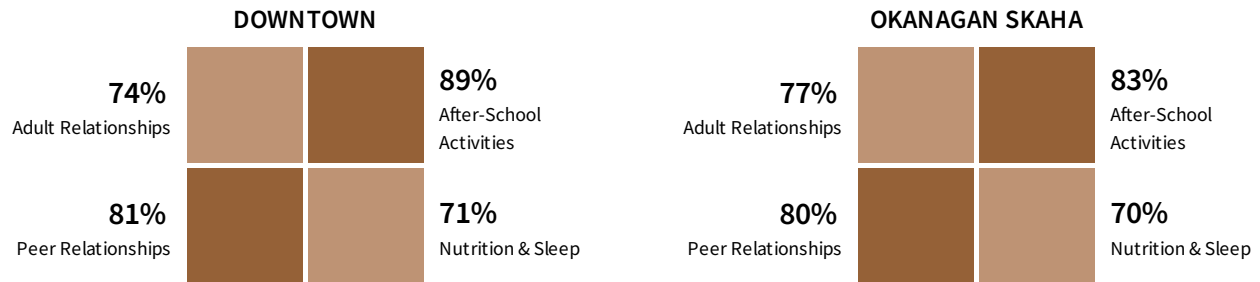 DOWNTOWN
74%
Adult Relationships
89%
After-School
Activities
81%
Peer Relationships
71%
Nutrition & Sleep
OKANAGAN SKAHA
77%
Adult Relationships
83%
After-School
Activities
80%
Peer Relationships
70%
Nutrition & Sleep